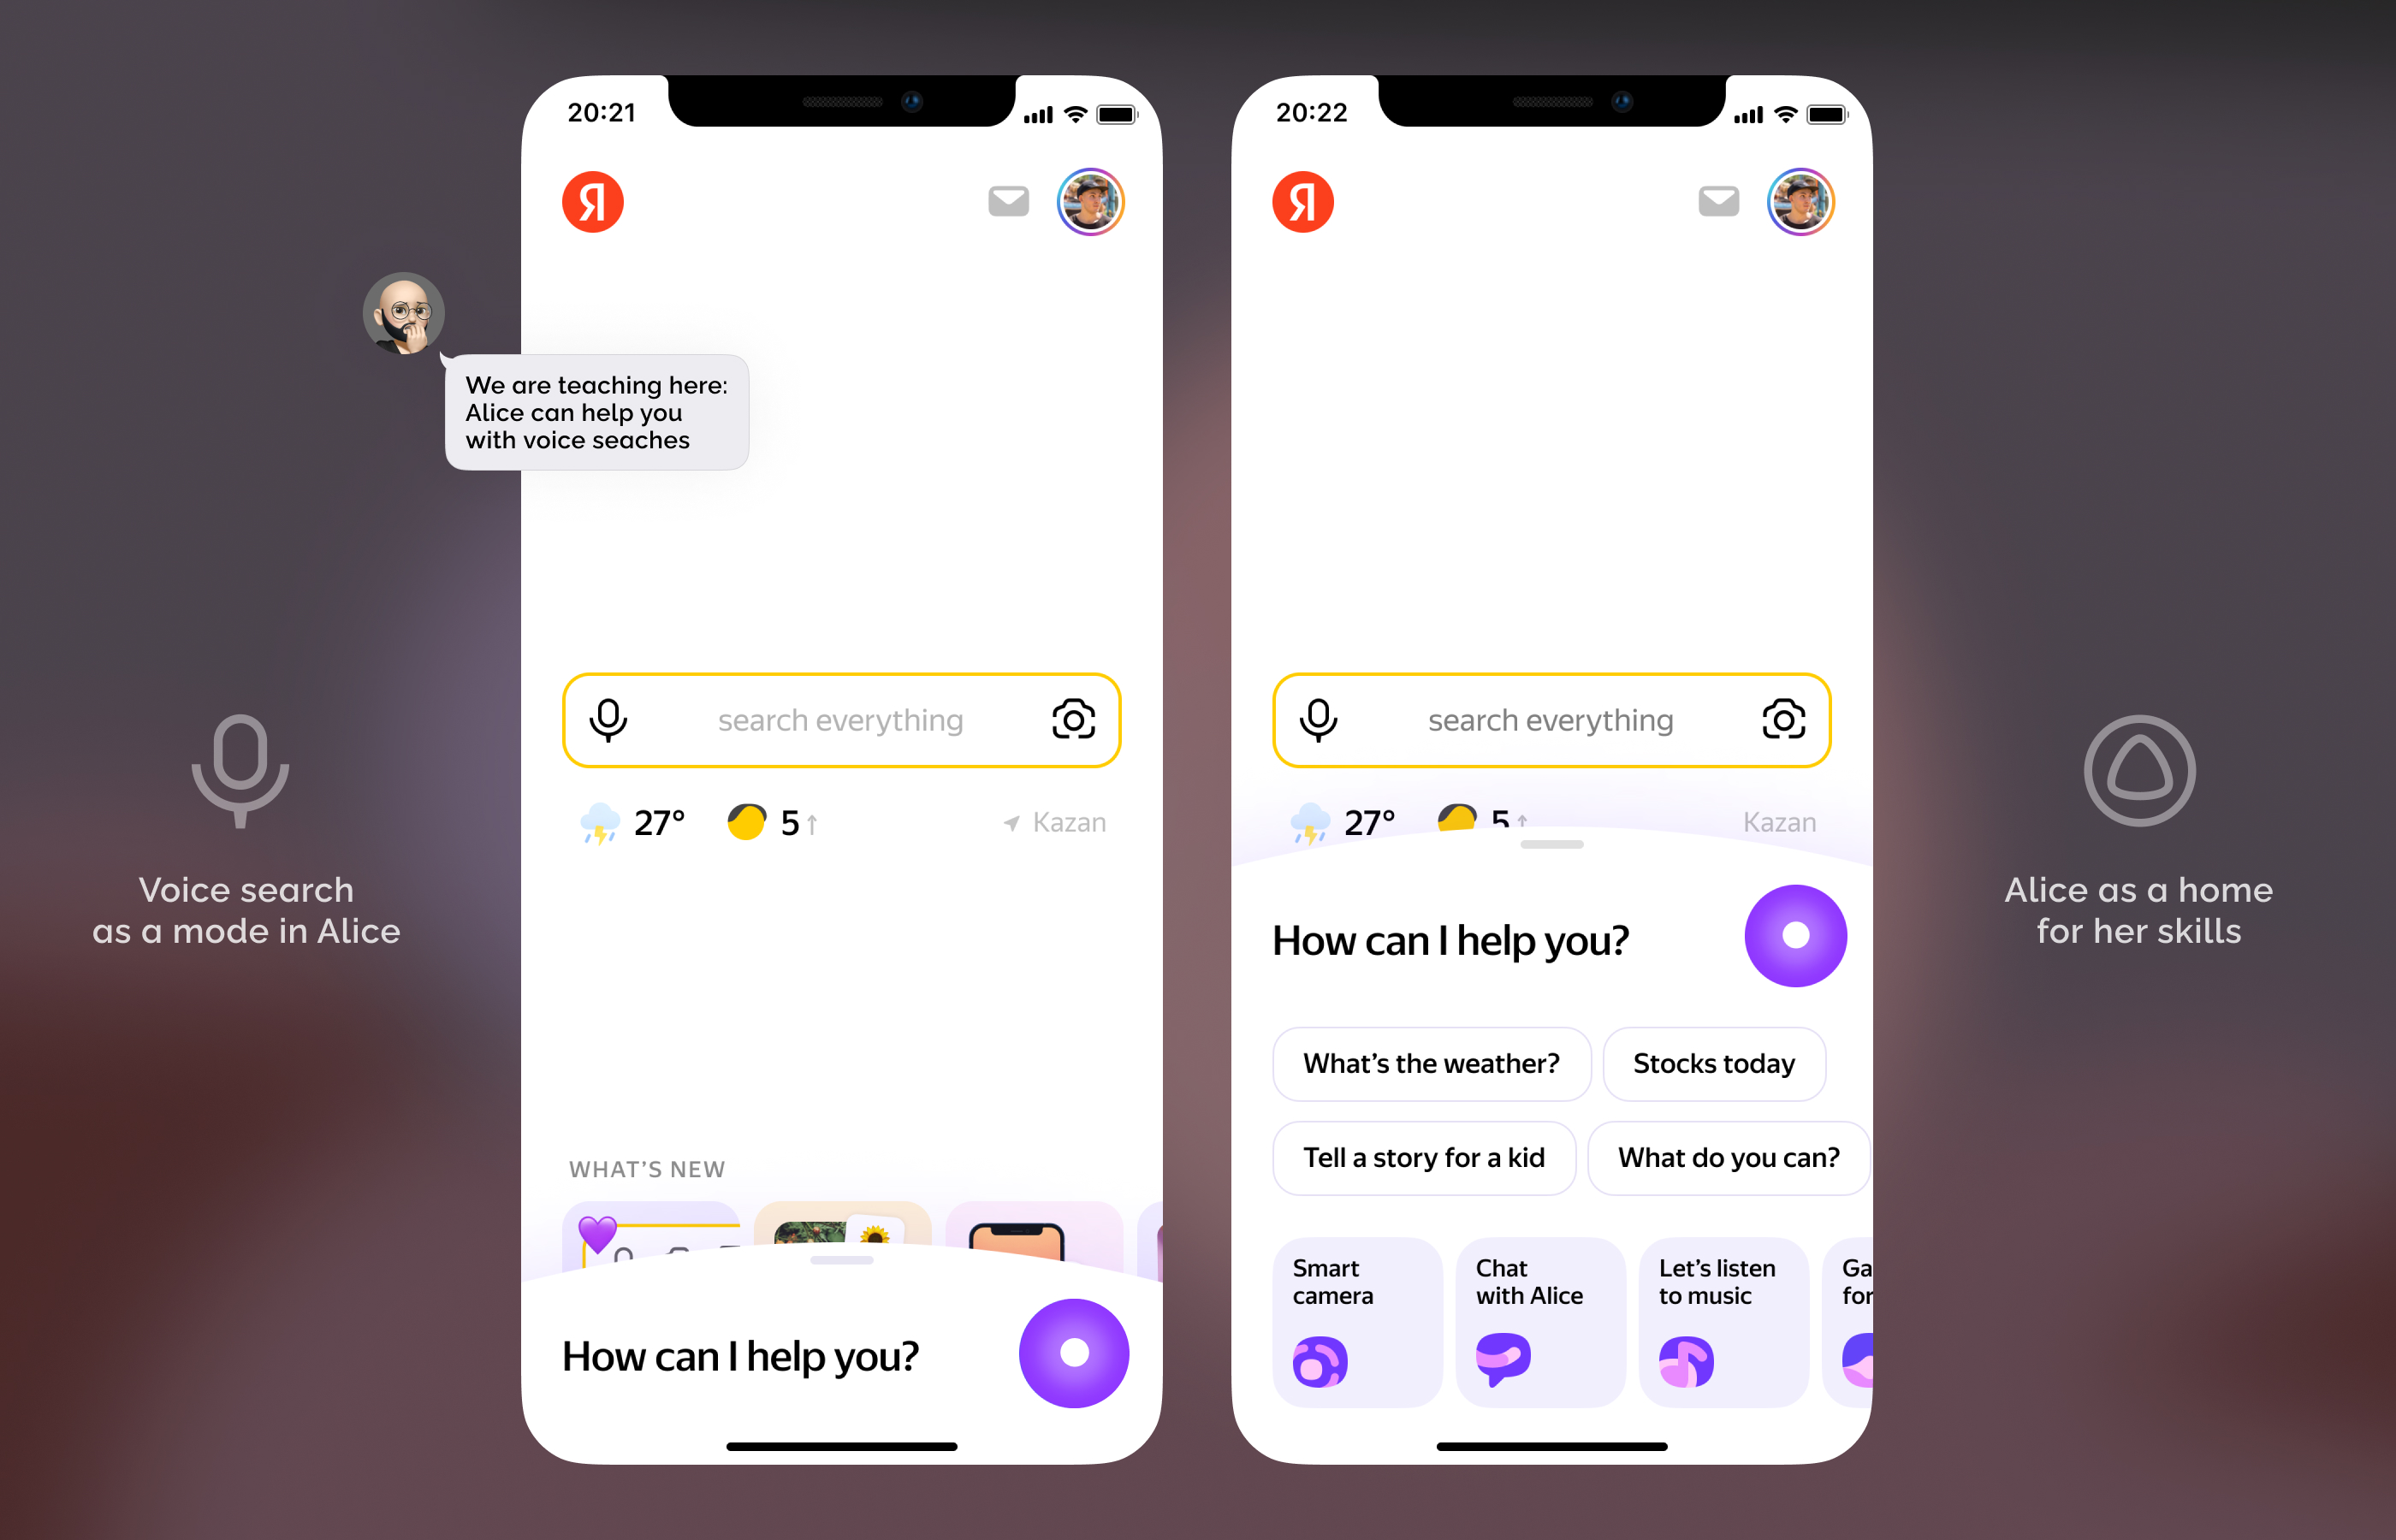 20:21
Я
We are teaching here:
Alice can help you
with voice seaches
search everything
27°
5↑
Kazan
WHAT'S NEW
How can I help you?
Voice search
as a mode in Alice
20:22
Я
search everything
27°
5↑
Kazan
How can I help you?
What's the weather?
Stocks today
Tell a story for a kid
What do you can?
Smart
camera
Chat
with Alice
Let's listen
to music
Ga
for
Alice as a home
for her skills